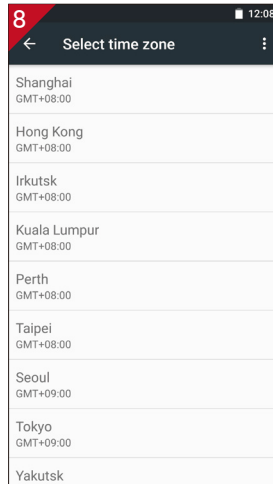 8
12:08
Select time zone
Shanghai
GMT+08:00
Hong Kong
GMT+08:00
Irkutsk
GMT+08:00
Kuala Lumpur
GMT+08:00
Perth
GMT+08:00
Taipei
GMT+08:00
Seoul
GMT+09:00
Tokyo
GMT+09:00
Yakutsk